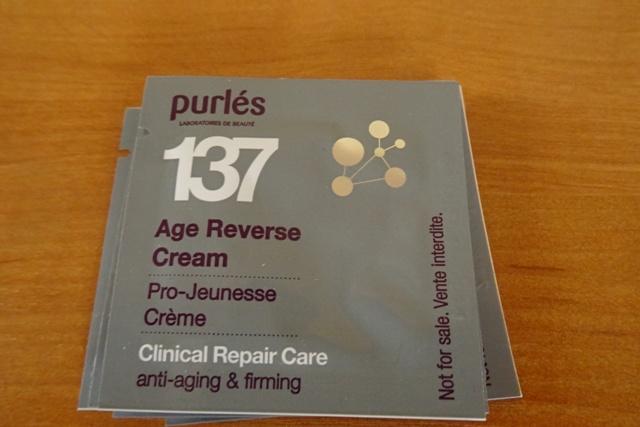 purlés
LABORATOIRES DE BEAUTÉ
137
Age Reverse
Cream
Pro-Jeunesse
Crème
Clinical Repair Care
anti-aging & firming
Not for sale. Vente interdite.
Not